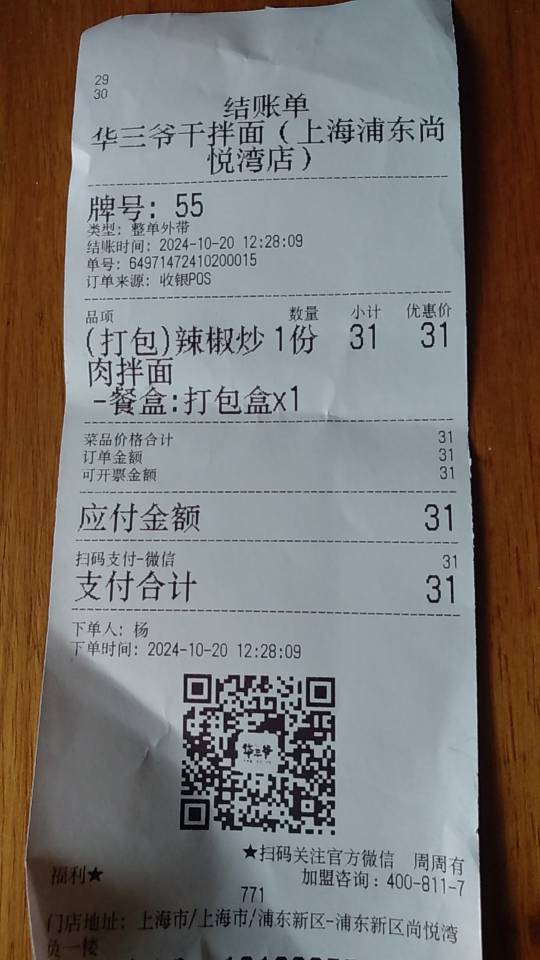 29
30
结账单
华三爷干拌面（上海浦东尚
悦湾店）
牌号: 55
类型: 整单外带
结账时间: 2024-10-20 12:28:09
单号: 64971472410200015
订单来源: 收银POS
品项 数量 小计 优惠价
(打包)辣椒炒 1份 31 31
肉拌面
-餐盒:打包盒x1
菜品价格合计 31
订单金额 31
可开票金额 31
应付金额 31
扫码支付-微信 31
支付合计 31
下单人: 杨
下单时间: 2024-10-20 12:28:09
华三爷
★扫码关注官方微信 周周有
福利★ 加盟咨询：400-811-7
771
门店地址: 上海市/上海市/浦东新区-浦东新区尚悦湾
负一楼